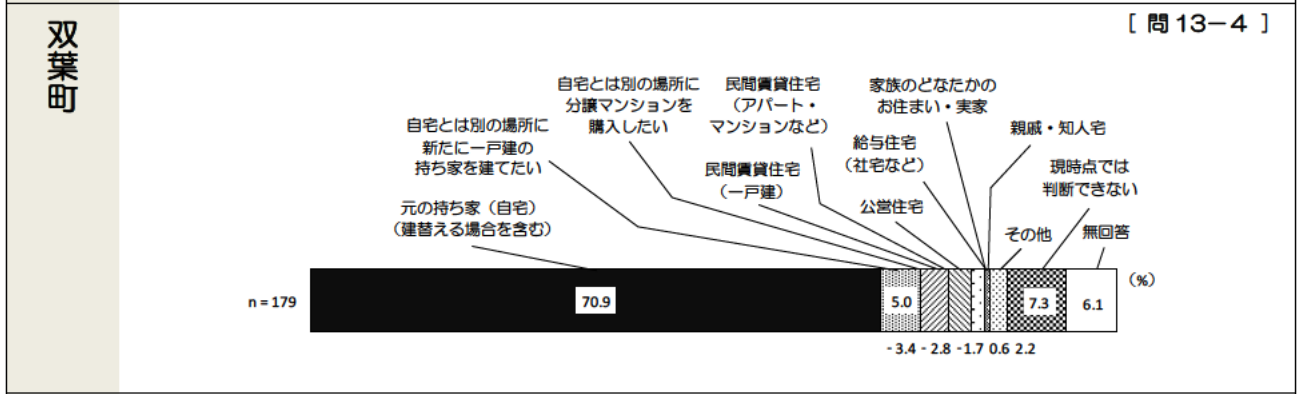 双葉町
[ 問13－4 ]
自宅とは別の場所に
分譲マンションを
購入したい
民間賃貸住宅
（アパート・
マンションなど）
家族のどなたかの
お住まい・実家
自宅とは別の場所に
新たに一戸建の
持ち家を建てたい
給与住宅
（社宅など）
親戚・知人宅
民間賃貸住宅
（一戸建）
現時点では
判断できない
元の持ち家（自宅）
（建替える場合を含む）
公営住宅
その他
無回答
(%)
n = 179
70.9
5.0
7.3
6.1
- 3.4 - 2.8 -1.7 0.6 2.2